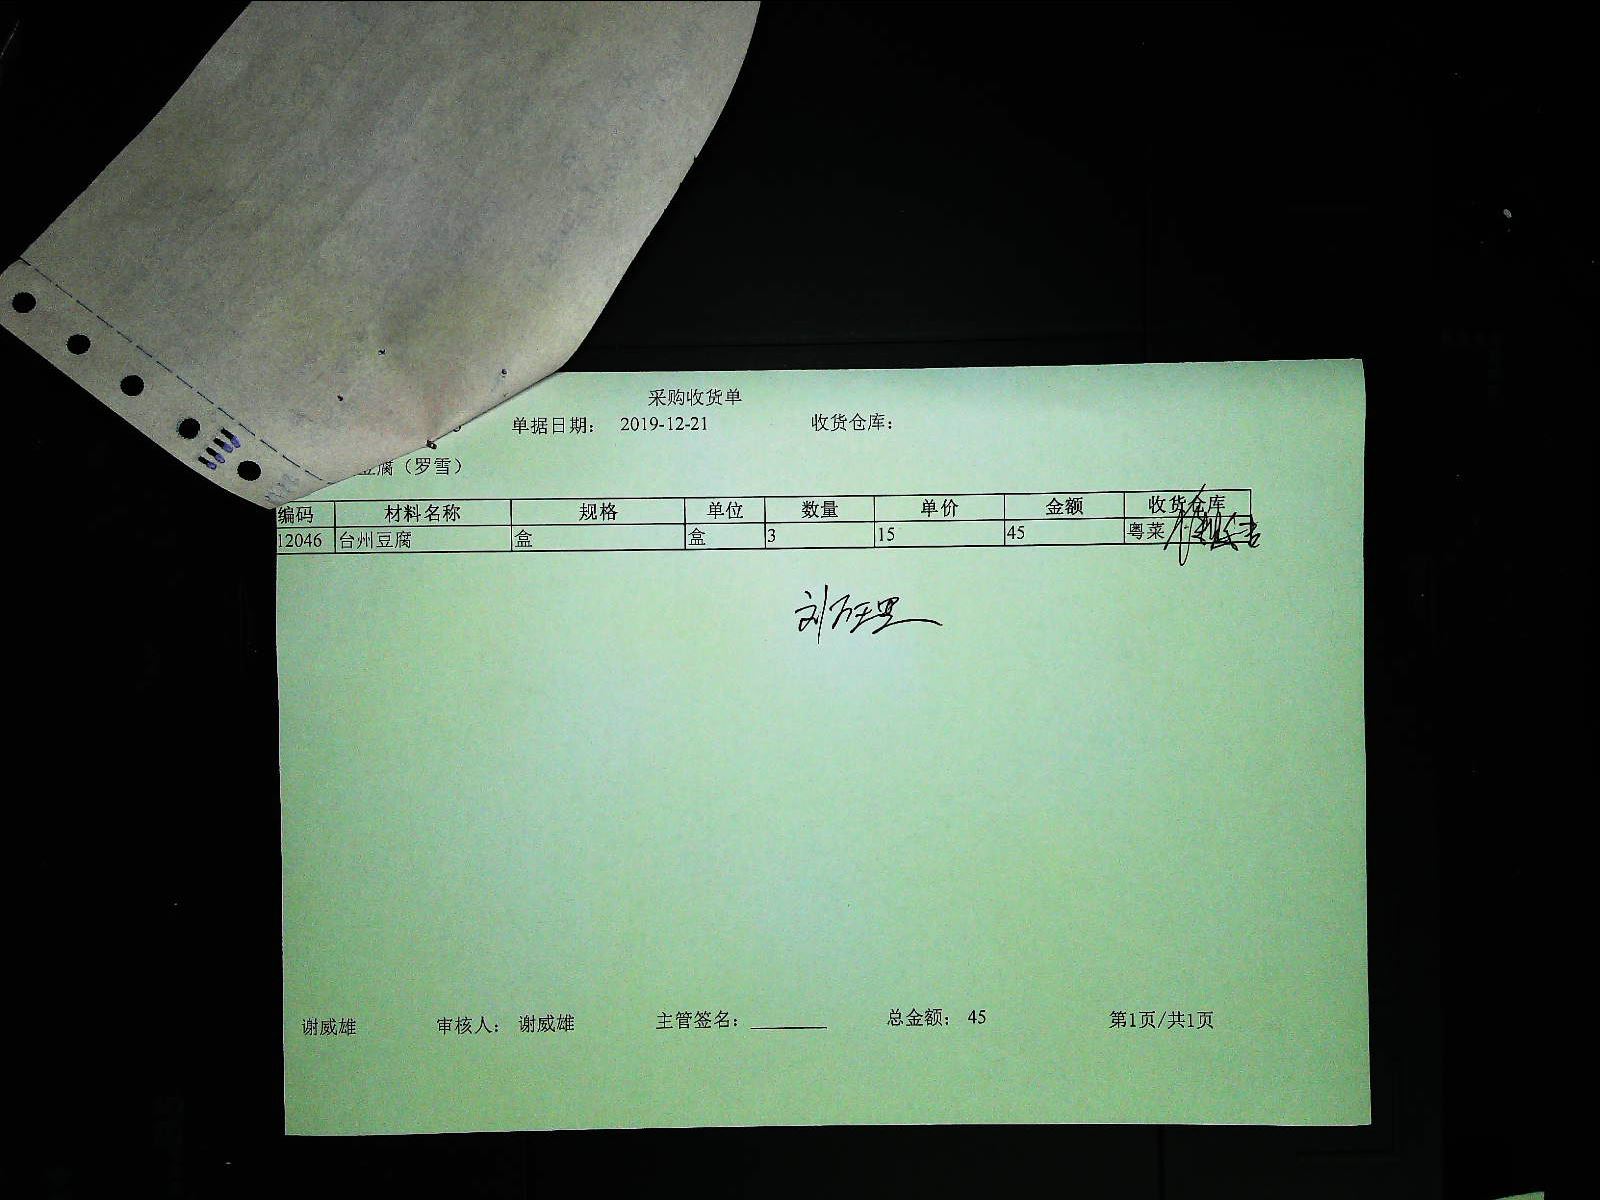 采购收货单
单据日期： 2019-12-21 收货仓库：
豆腐（罗雪）
编码 材料名称 规格 单位 数量 单价 金额 收货仓库
12046 台州豆腐 盒 盒 3 15 45 粤菜
谢威雄 审核人： 谢威雄 主管签名： 总金额： 45 第1页/共1页